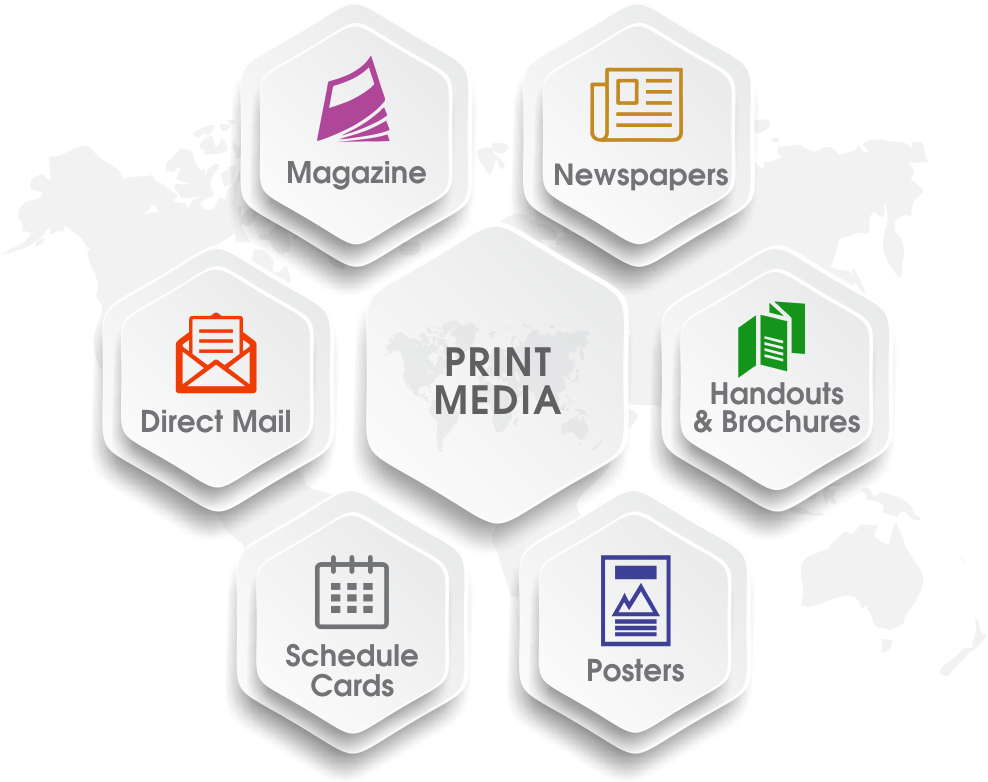 Magazine
Newspapers
PRINT
MEDIA
Direct Mail
Handouts
& Brochures
Schedule
Cards
Posters